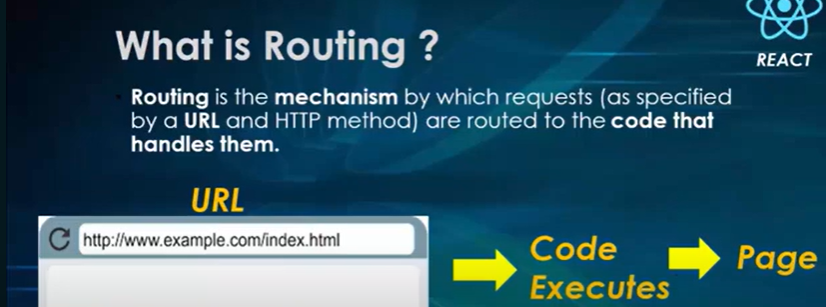 What is Routing ?
REACT
Routing is the mechanism by which requests (as specified
by a URL and HTTP method) are routed to the code that
handles them.
URL
http://www.example.com/index.html
Code
Executes
Page